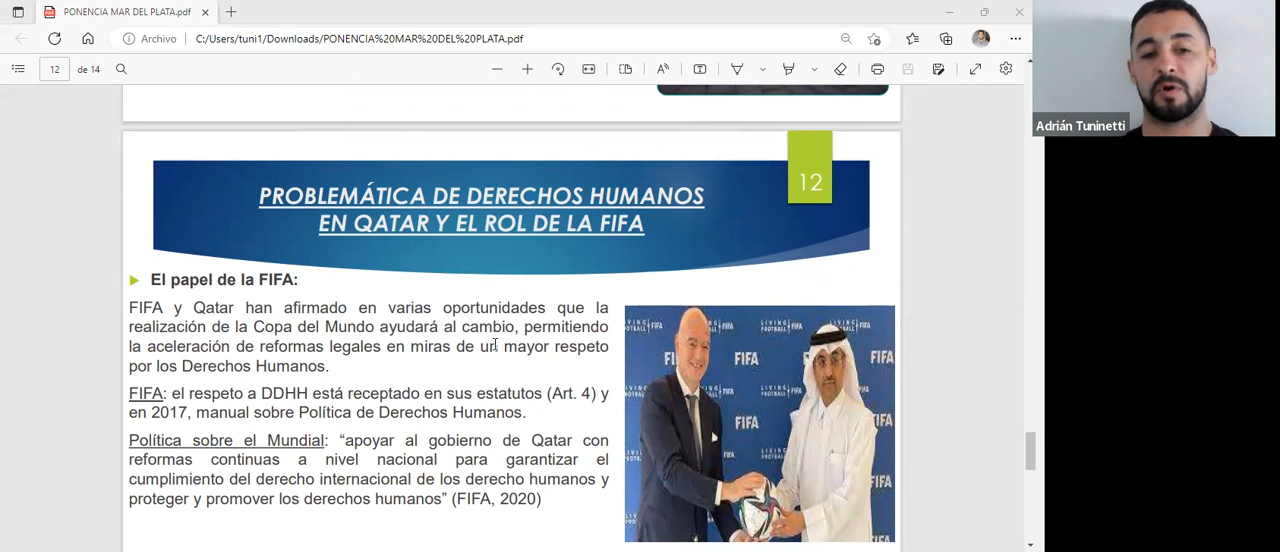 PONENCIA MAR DEL PLATA.pdf
Archivo C:/Users/tuni1/Downloads/PONENCIA%20MAR%20DEL%20PLATA.pdf
12 de 14
Adrián Tuninetti
12
PROBLEMÁTICA DE DERECHOS HUMANOS
EN QATAR Y EL ROL DE LA FIFA
El papel de la FIFA:
FIFA y Qatar han afirmado en varias oportunidades que la
realización de la Copa del Mundo ayudará al cambio, permitiendo
la aceleración de reformas legales en miras de un mayor respeto
por los Derechos Humanos.
FIFA: el respeto a DDHH está receptado en sus estatutos (Art. 4) y
en 2017, manual sobre Política de Derechos Humanos.
Política sobre el Mundial: “apoyar al gobierno de Qatar con
reformas continuas a nivel nacional para garantizar el
cumplimiento del derecho internacional de los derecho humanos y
proteger y promover los derechos humanos” (FIFA, 2020)
LIVING FOOTBALL
FIFA
FIFA
FIFA
LIVING FOOTBALL
FIFA
FIFA